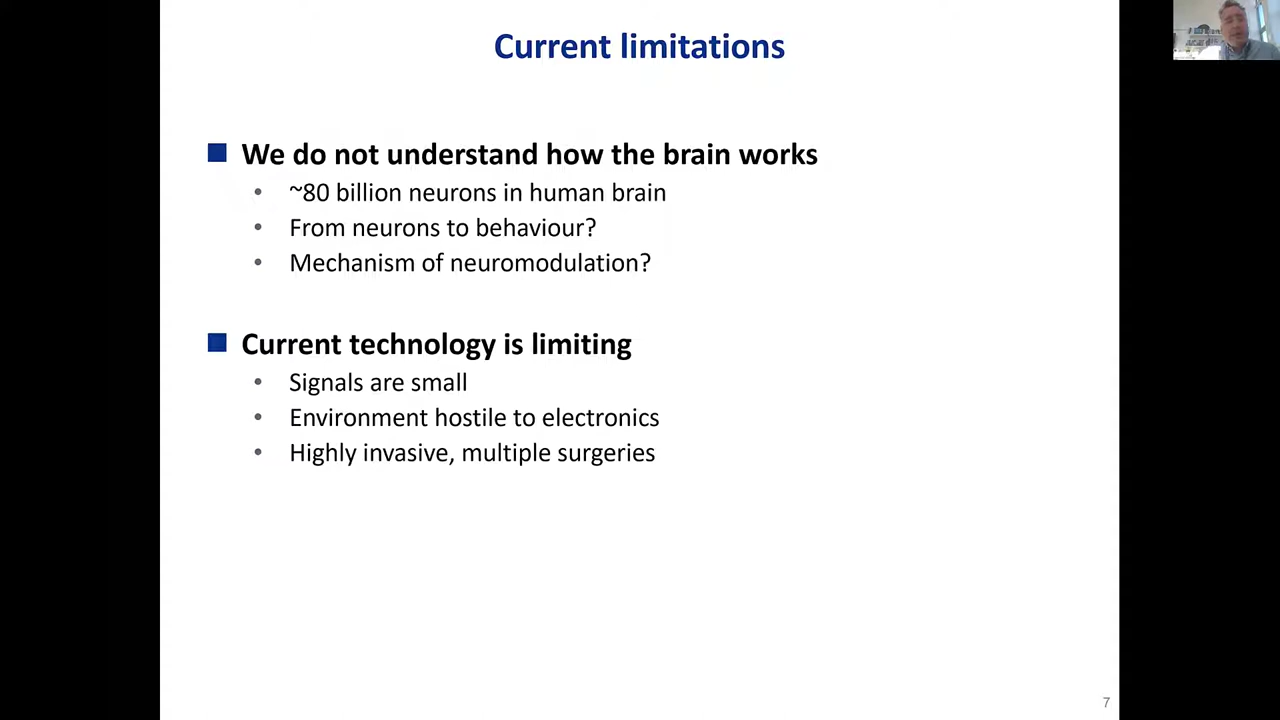 Current limitations
We do not understand how the brain works
• ~80 billion neurons in human brain
• From neurons to behaviour?
• Mechanism of neuromodulation?
Current technology is limiting
• Signals are small
• Environment hostile to electronics
• Highly invasive, multiple surgeries
7